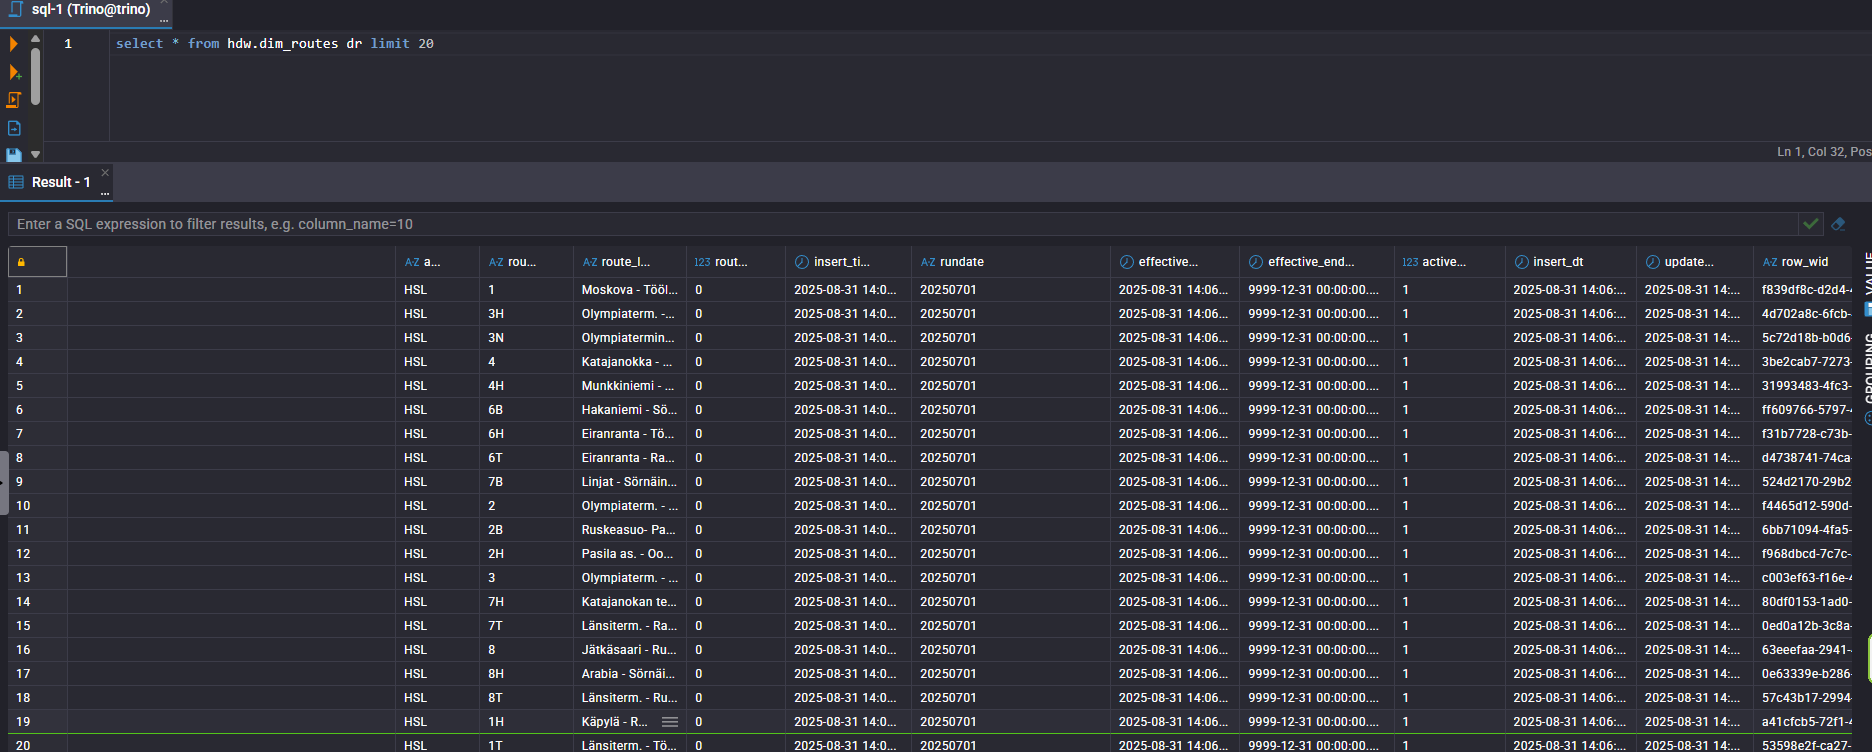 sql-1 (Trino@trino)
1 select * from hdw.dim_routes dr limit 20
Ln 1, Col 32, Pos
Result - 1
Enter a SQL expression to filter results, e.g. column_name=10
A-Z a... A-Z rou... A-Z route_l... 123 rout... insert_ti... A-Z rundate effective... effective_end... 123 active... insert_dt update... A-Z row_wid
1 HSL 1 Moskova - Tööl... 0 2025-08-31 14:0... 20250701 2025-08-31 14:06... 9999-12-31 00:00:00.... 1 2025-08-31 14:06:... 2025-08-31 14:... f839df8c-d2d4-4
2 HSL 3H Olympiaterm. -... 0 2025-08-31 14:0... 20250701 2025-08-31 14:06... 9999-12-31 00:00:00.... 1 2025-08-31 14:06:... 2025-08-31 14:... 4d702a8c-6fcb-
3 HSL 3N Olympiatermin... 0 2025-08-31 14:0... 20250701 2025-08-31 14:06... 9999-12-31 00:00:00.... 1 2025-08-31 14:06:... 2025-08-31 14:... 5c72d18b-b0d6-
4 HSL 4 Katajanokka - ... 0 2025-08-31 14:0... 20250701 2025-08-31 14:06... 9999-12-31 00:00:00.... 1 2025-08-31 14:06:... 2025-08-31 14:... 3be2cab7-7273-
5 HSL 4H Munkkiniemi - ... 0 2025-08-31 14:0... 20250701 2025-08-31 14:06... 9999-12-31 00:00:00.... 1 2025-08-31 14:06:... 2025-08-31 14:... 31993483-4fc3-
6 HSL 6B Hakaniemi - Sö... 0 2025-08-31 14:0... 20250701 2025-08-31 14:06... 9999-12-31 00:00:00.... 1 2025-08-31 14:06:... 2025-08-31 14:... ff609766-5797-
7 HSL 6H Eiranranta - Tö... 0 2025-08-31 14:0... 20250701 2025-08-31 14:06... 9999-12-31 00:00:00.... 1 2025-08-31 14:06:... 2025-08-31 14:... f31b7728-c73b-
8 HSL 6T Eiranranta - Ra... 0 2025-08-31 14:0... 20250701 2025-08-31 14:06... 9999-12-31 00:00:00.... 1 2025-08-31 14:06:... 2025-08-31 14:... d4738741-74ca-
9 HSL 7B Linjat - Sörnäin... 0 2025-08-31 14:0... 20250701 2025-08-31 14:06... 9999-12-31 00:00:00.... 1 2025-08-31 14:06:... 2025-08-31 14:... 524d2170-29b2-
10 HSL 2 Olympiaterm. - ... 0 2025-08-31 14:0... 20250701 2025-08-31 14:06... 9999-12-31 00:00:00.... 1 2025-08-31 14:06:... 2025-08-31 14:... f4465d12-590d-
11 HSL 2B Ruskeasuo- Pa... 0 2025-08-31 14:0... 20250701 2025-08-31 14:06... 9999-12-31 00:00:00.... 1 2025-08-31 14:06:... 2025-08-31 14:... 6bb71094-4fa5-
12 HSL 2H Pasila as. - Oo... 0 2025-08-31 14:0... 20250701 2025-08-31 14:06... 9999-12-31 00:00:00.... 1 2025-08-31 14:06:... 2025-08-31 14:... f968dbcd-7c7c-
13 HSL 3 Olympiaterm. - ... 0 2025-08-31 14:0... 20250701 2025-08-31 14:06... 9999-12-31 00:00:00.... 1 2025-08-31 14:06:... 2025-08-31 14:... c003ef63-f16e-4
14 HSL 7H Katajanokan te... 0 2025-08-31 14:0... 20250701 2025-08-31 14:06... 9999-12-31 00:00:00.... 1 2025-08-31 14:06:... 2025-08-31 14:... 80df0153-1ad0-
15 HSL 7T Länsiterm. - Ra... 0 2025-08-31 14:0... 20250701 2025-08-31 14:06... 9999-12-31 00:00:00.... 1 2025-08-31 14:06:... 2025-08-31 14:... 0ed0a12b-3c8a-
16 HSL 8 Jätkäsaari - Ru... 0 2025-08-31 14:0... 20250701 2025-08-31 14:06... 9999-12-31 00:00:00.... 1 2025-08-31 14:06:... 2025-08-31 14:... 63eeefaa-2941-
17 HSL 8H Arabia - Sörnäi... 0 2025-08-31 14:0... 20250701 2025-08-31 14:06... 9999-12-31 00:00:00.... 1 2025-08-31 14:06:... 2025-08-31 14:... 0e63339e-b286-
18 HSL 8T Länsiterm. - Ru... 0 2025-08-31 14:0... 20250701 2025-08-31 14:06... 9999-12-31 00:00:00.... 1 2025-08-31 14:06:... 2025-08-31 14:... 57c43b17-2994-
19 HSL 1H Käpylä - R... 0 2025-08-31 14:0... 20250701 2025-08-31 14:06... 9999-12-31 00:00:00.... 1 2025-08-31 14:06:... 2025-08-31 14:... a41cfcb5-72f1-4
20 HSL 1T Länsiterm. - Tö... 0 2025-08-31 14:0... 20250701 2025-08-31 14:06... 9999-12-31 00:00:00.... 1 2025-08-31 14:06:... 2025-08-31 14:... 53598e2f-ca27-
VALUE
GROUPING